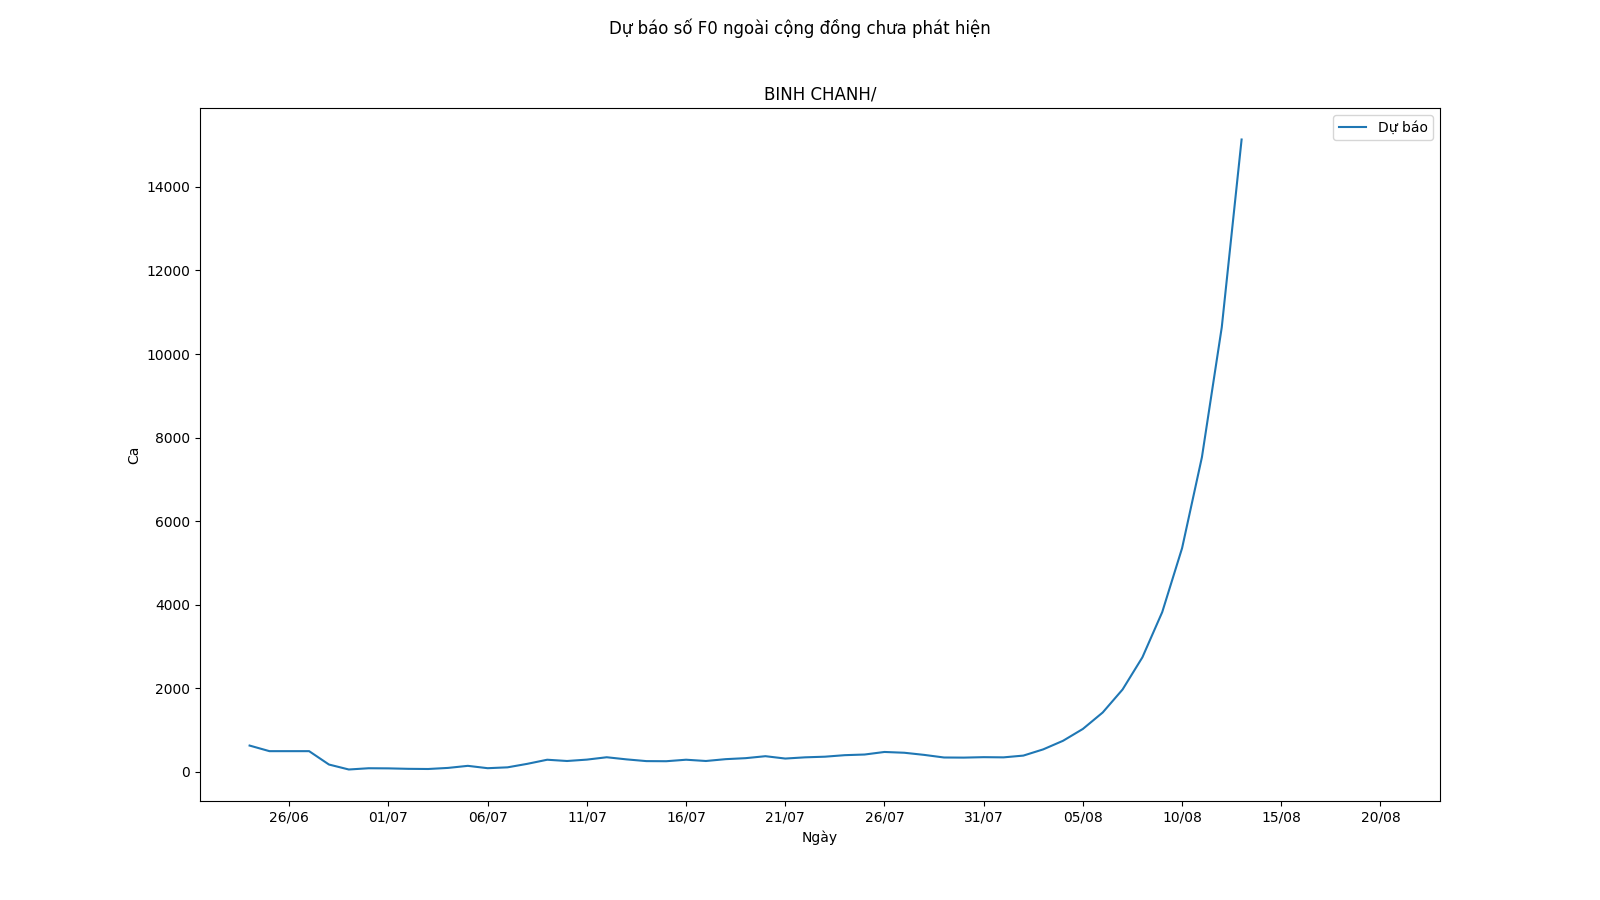 Dự báo số F0 ngoài cộng đồng chưa phát hiện
BINH CHANH/
Dự báo
14000
12000
10000
8000
6000
4000
2000
0
Ca
26/06 01/07 06/07 11/07 16/07 21/07 26/07 31/07 05/08 10/08 15/08 20/08
Ngày